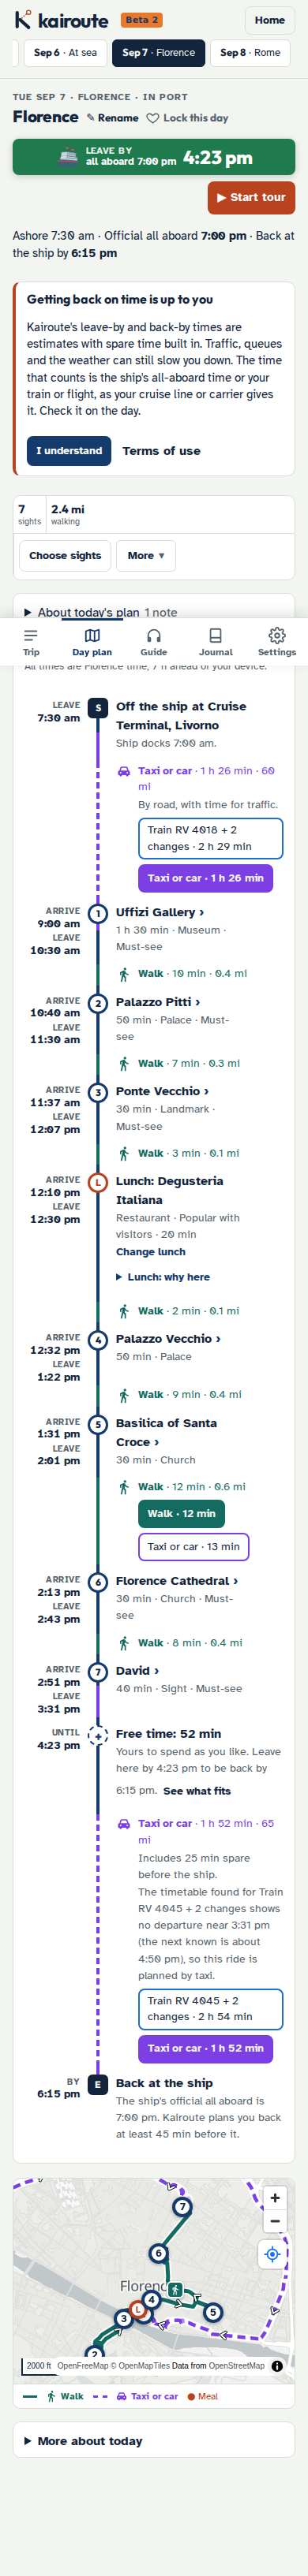 kairoute
Beta 2
Home
Sep 6 · At sea
Sep 7 · Florence
Sep 8 · Rome
TUE SEP 7 · FLORENCE · IN PORT
Florence
✎ Rename
Lock this day
LEAVE BY
all aboard 7:00 pm
4:23 pm
▶ Start tour
Ashore 7:30 am · Official all aboard 7:00 pm · Back at
the ship by 6:15 pm
Getting back on time is up to you
Kairoute's leave-by and back-by times are
estimates with spare time built in. Traffic, queues
and the weather can still slow you down. The time
that counts is the ship's all-aboard time or your
train or flight, as your cruise line or carrier gives
it. Check it on the day.
I understand
Terms of use
7
sights
2.4 mi
walking
Choose sights
More ▾
▶ About today's plan 1 note
Trip
Day plan
Guide
Journal
Settings
All times are Florence time, 7 h ahead of your device.
LEAVE
7:30 am
S
Off the ship at Cruise
Terminal, Livorno
Ship docks 7:00 am.
Taxi or car · 1 h 26 min · 60
mi
By road, with time for traffic.
Train RV 4018 + 2
changes · 2 h 29 min
Taxi or car · 1 h 26 min
ARRIVE
9:00 am
LEAVE
10:30 am
1
Uffizi Gallery ›
1 h 30 min · Museum ·
Must-see
Walk · 10 min · 0.4 mi
ARRIVE
10:40 am
LEAVE
11:30 am
2
Palazzo Pitti ›
50 min · Palace · Must-
see
Walk · 7 min · 0.3 mi
ARRIVE
11:37 am
LEAVE
12:07 pm
3
Ponte Vecchio ›
30 min · Landmark ·
Must-see
Walk · 3 min · 0.1 mi
ARRIVE
12:10 pm
LEAVE
12:30 pm
L
Lunch: Degusteria
Italiana
Restaurant · Popular with
visitors · 20 min
Change lunch
▶ Lunch: why here
Walk · 2 min · 0.1 mi
ARRIVE
12:32 pm
LEAVE
1:22 pm
4
Palazzo Vecchio ›
50 min · Palace
Walk · 9 min · 0.4 mi
ARRIVE
1:31 pm
LEAVE
2:01 pm
5
Basilica of Santa
Croce ›
30 min · Church
Walk · 12 min · 0.6 mi
Walk · 12 min
Taxi or car · 13 min
ARRIVE
2:13 pm
LEAVE
2:43 pm
6
Florence Cathedral ›
30 min · Church · Must-
see
Walk · 8 min · 0.4 mi
ARRIVE
2:51 pm
LEAVE
3:31 pm
7
David ›
40 min · Sight · Must-see
UNTIL
4:23 pm
+
Free time: 52 min
Yours to spend as you like. Leave
here by 4:23 pm to be back by
6:15 pm. See what fits
Taxi or car · 1 h 52 min · 65
mi
Includes 25 min spare
before the ship.
The timetable found for Train
RV 4045 + 2 changes shows
no departure near 3:31 pm
(the next known is about
4:50 pm), so this ride is
planned by taxi.
Train RV 4045 + 2
changes · 2 h 54 min
Taxi or car · 1 h 52 min
BY
6:15 pm
E
Back at the ship
The ship's official all aboard is
7:00 pm. Kairoute plans you back
at least 45 min before it.
7
6
Florenc
4
L
3
5
2
+
−
2000 ft
OpenFreeMap © OpenMapTiles Data from OpenStreetMap
Walk
Taxi or car
Meal
▶ More about today